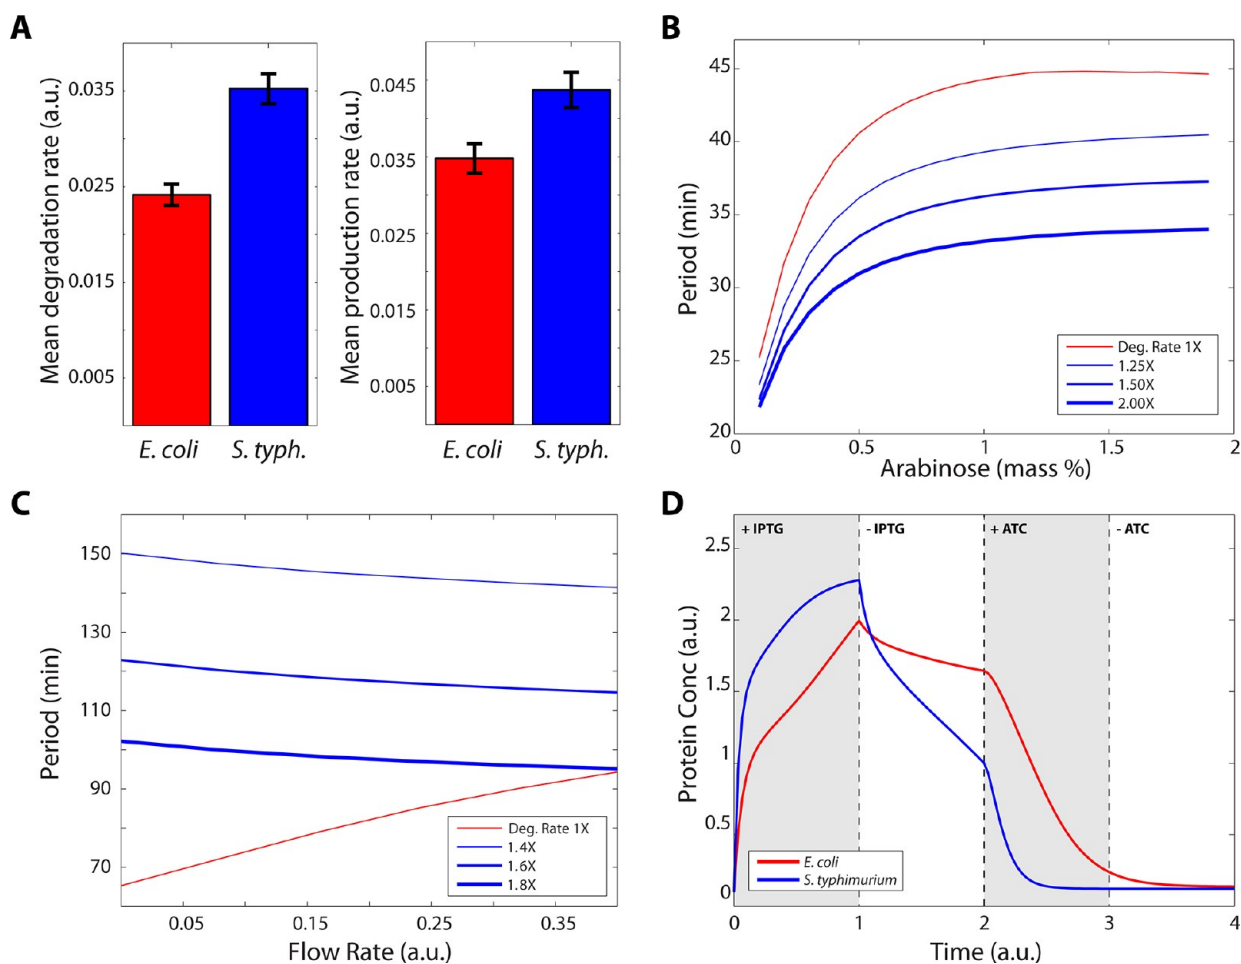 A
Mean degradation rate (a.u.)
0.035
0.025
0.015
0.005
E. coli
S. typh.
Mean production rate (a.u.)
0.045
0.035
0.025
0.015
0.005
E. coli
S. typh.
B
Period (min)
45
40
35
30
25
20
Deg. Rate 1X
1.25X
1.50X
2.00X
0 0.5 1 1.5 2
Arabinose (mass %)
C
Period (min)
150
130
110
90
70
Deg. Rate 1X
1.4X
1.6X
1.8X
0.05 0.15 0.25 0.35
Flow Rate (a.u.)
D
+ IPTG - IPTG + ATC - ATC
Protein Conc (a.u.)
2.5
2
1.5
1
0.5
0
E. coli
S. typhimurium
0 1 2 3 4
Time (a.u.)